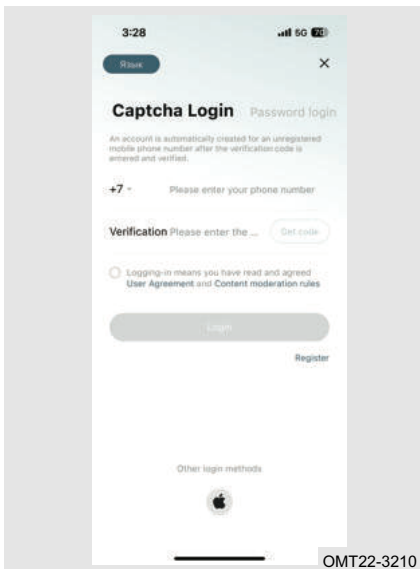 3:28 5G 70
Язык
Captcha Login Password login
An account is automatically created for an unregistered
mobile phone number after the verification code is
entered and verified.
+7 Please enter your phone number
Verification Please enter the ... Get code
Logging-in means you have read and agreed
User Agreement and Content moderation rules
Login
Register
Other login methods
OMT22-3210